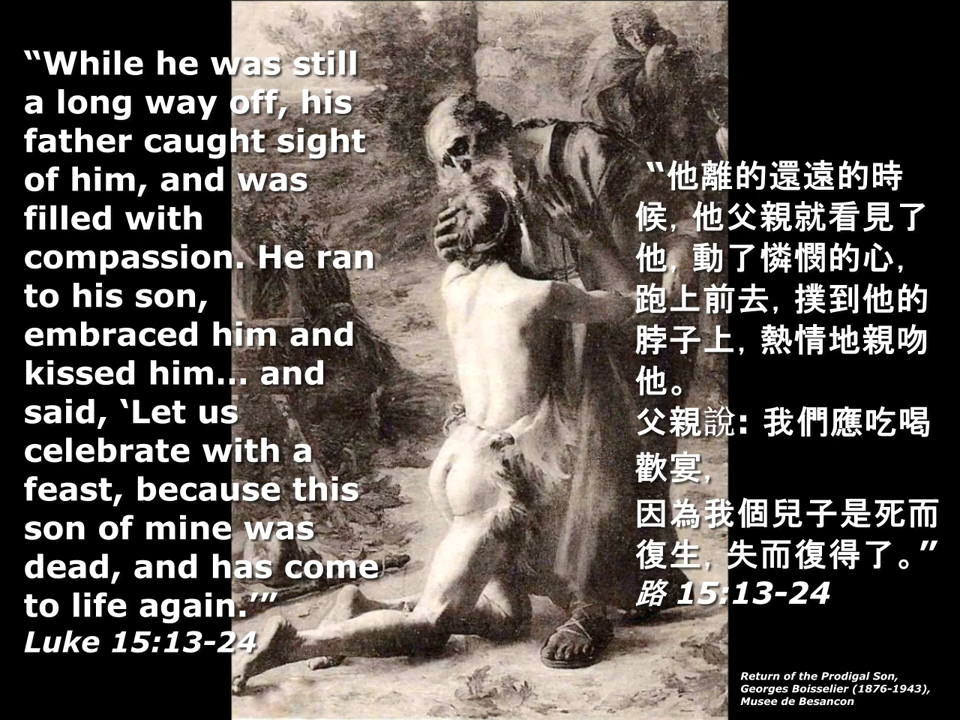 “While he was still
a long way off, his
father caught sight
of him, and was
filled with
compassion. He ran
to his son,
embraced him and
kissed him… and
said, ‘Let us
celebrate with a
feast, because this
son of mine was
dead, and has come
to life again.’”
Luke 15:13-24
“他離的還遠的時
候, 他父親就看見了
他, 動了憐憫的心,
跑上前去, 撲到他的
脖子上, 熱情地親吻
他。
父親說: 我們應吃喝
歡宴,
因為我個兒子是死而
復生, 失而復得了。”
路 15:13-24
Return of the Prodigal Son,
Georges Boisselier (1876-1943),
Musee de Besancon